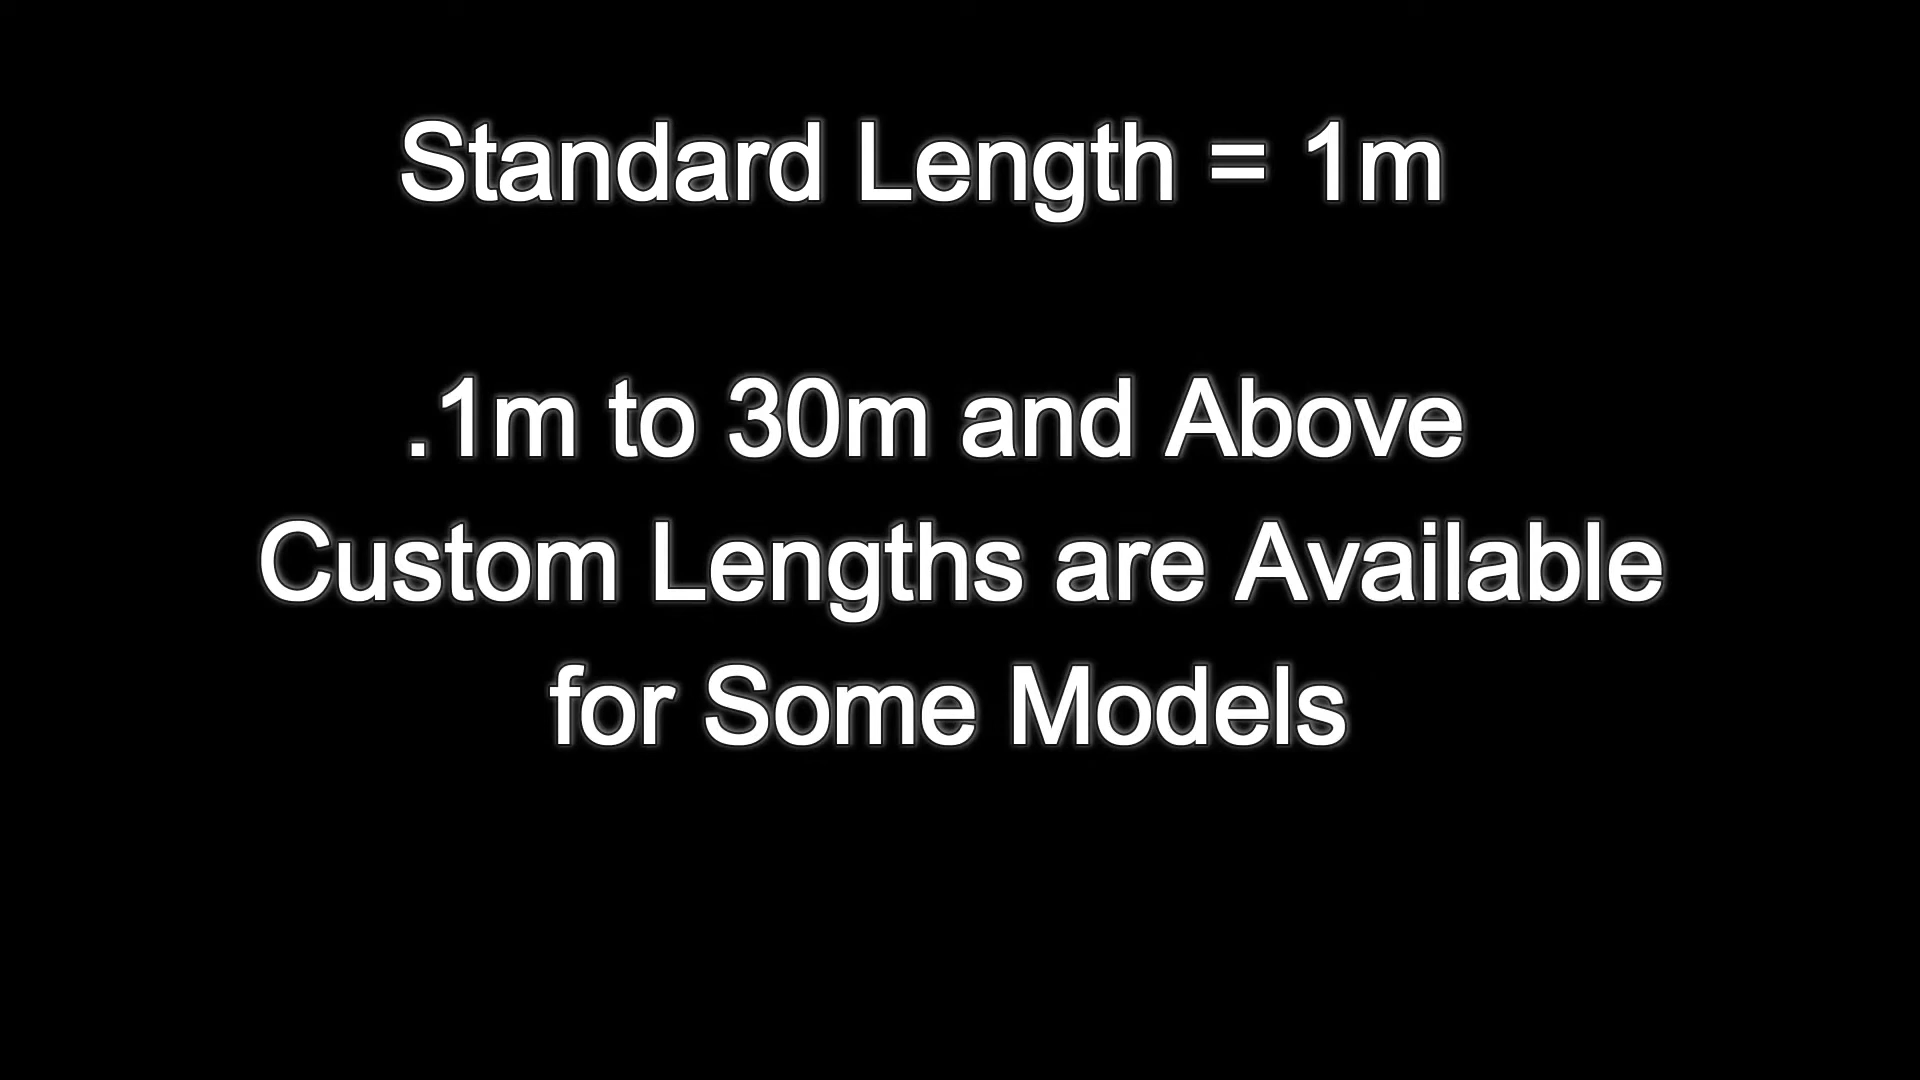 Standard Length = 1m
.1m to 30m and Above
Custom Lengths are Available
for Some Models